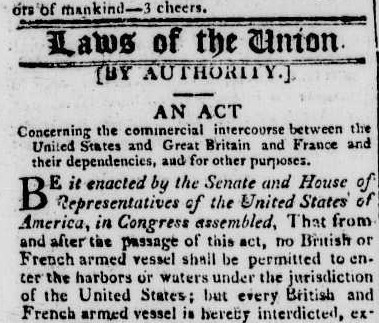 ors of mankind—3 cheers.
Laws of the Union.
[BY AUTHORITY.]
AN ACT
Concerning the commercial intercourse between the
United States and Great Britain and France and
their dependencies, and for other purposes.
BE it enacted by the Senate and House of
Representatives of the United States of
America, in Congress assembled, That from
and after the passage of this act, no British or
French armed vessel shall be permitted to en-
ter the harbors or waters under the jurisdiction
of the United States; but every British and
French armed vessel is hereby interdicted, ex-